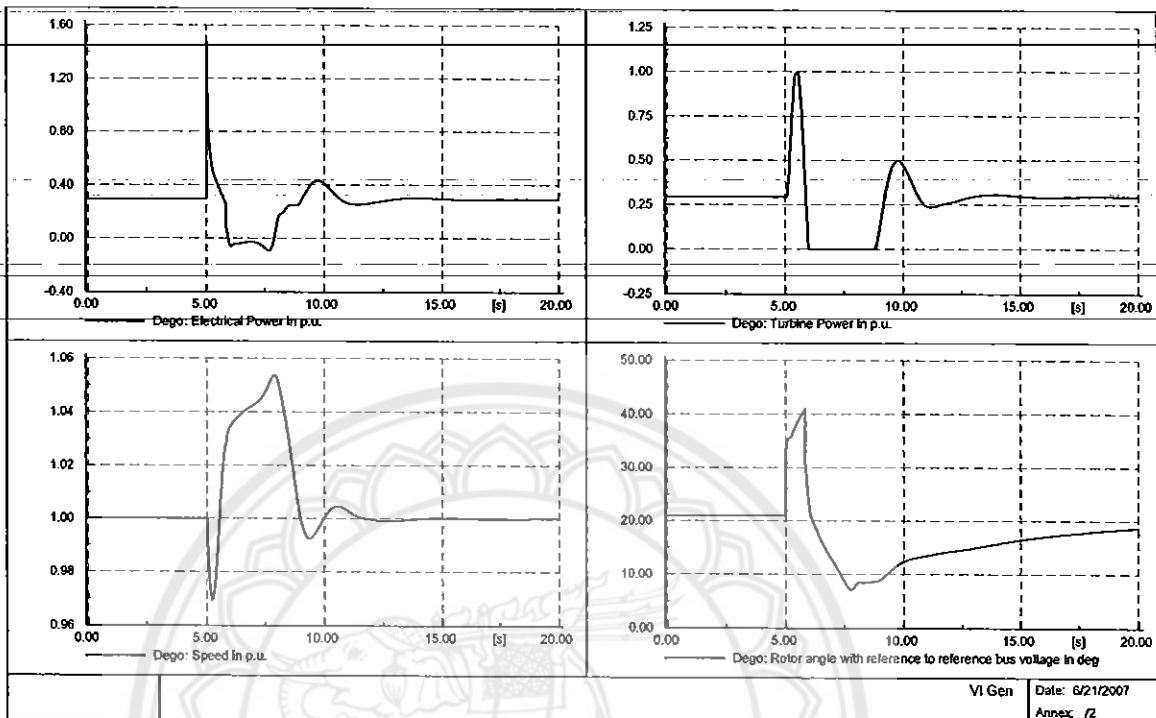 1.60
1.20
0.80
0.40
0.00
-0.40
0.00 5.00 10.00 15.00 [s] 20.00
Dego: Electrical Power in p.u.
1.25
1.00
0.75
0.50
0.25
0.00
-0.25
0.00 5.00 10.00 15.00 [s] 20.00
Dego: Turbine Power in p.u.
1.06
1.04
1.02
1.00
0.98
0.96
0.00 5.00 10.00 15.00 [s] 20.00
Dego: Speed in p.u.
50.00
40.00
30.00
20.00
10.00
0.00
0.00 5.00 10.00 15.00 [s] 20.00
Dego: Rotor angle with reference to reference bus voltage in deg
VI Gen
Date: 6/21/2007
Annex: /2